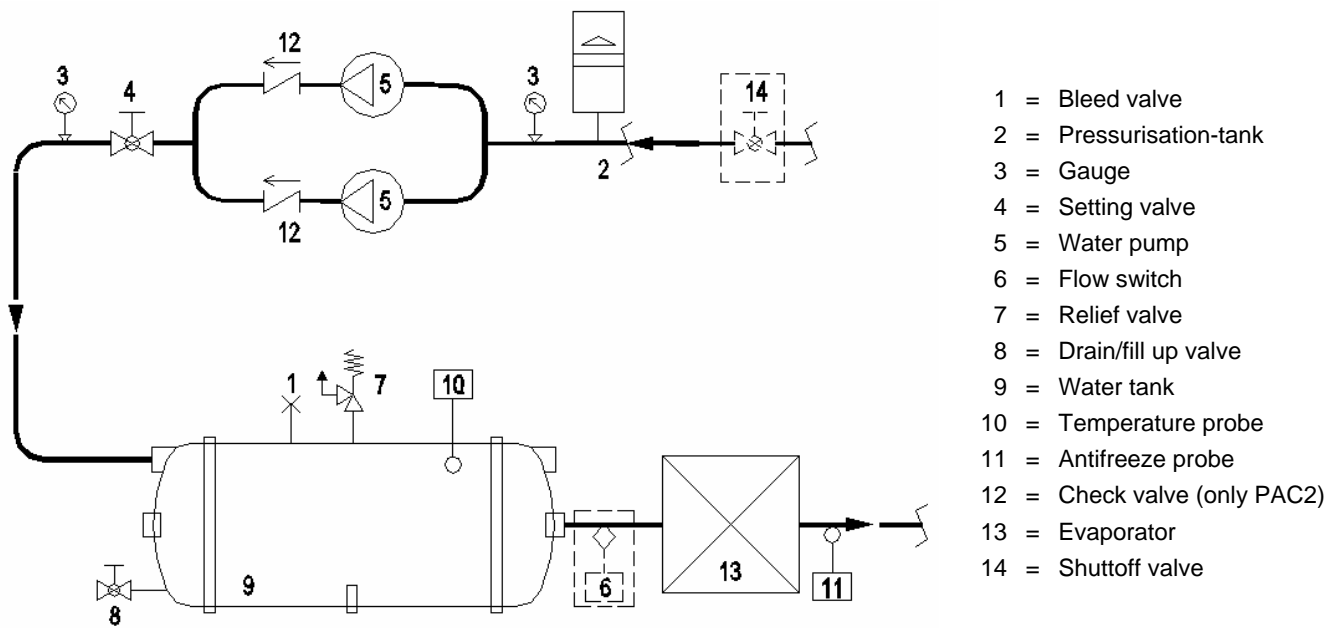 12
3
4
5
3
14
2
5
12
1
7
10
9
8
6
13
11
1 = Bleed valve
2 = Pressurisation-tank
3 = Gauge
4 = Setting valve
5 = Water pump
6 = Flow switch
7 = Relief valve
8 = Drain/fill up valve
9 = Water tank
10 = Temperature probe
11 = Antifreeze probe
12 = Check valve (only PAC2)
13 = Evaporator
14 = Shuttoff valve